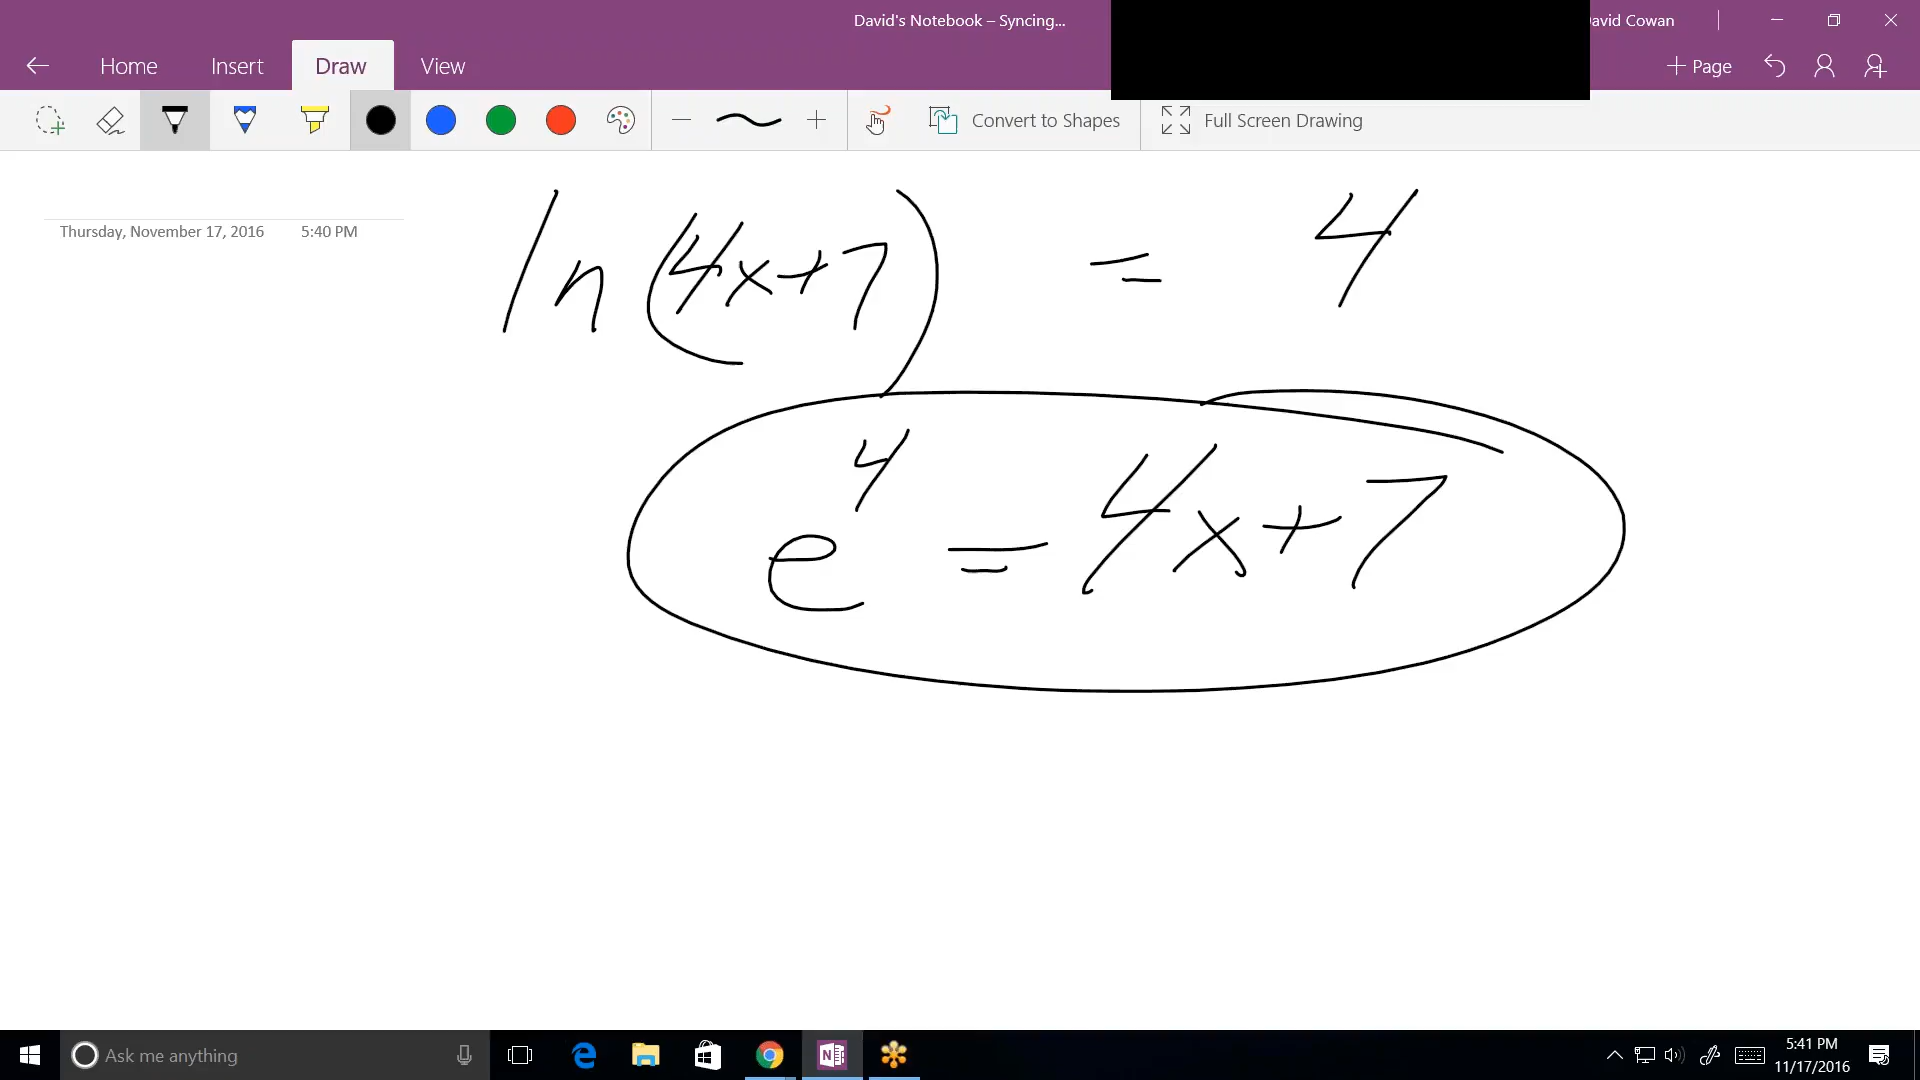 David's Notebook – Syncing...
avid Cowan
Home Insert Draw View
Page
Convert to Shapes
Full Screen Drawing
Thursday, November 17, 2016 5:40 PM
ln(4x+7) = 4
e⁴ = 4x+7
Ask me anything
5:41 PM
11/17/2016